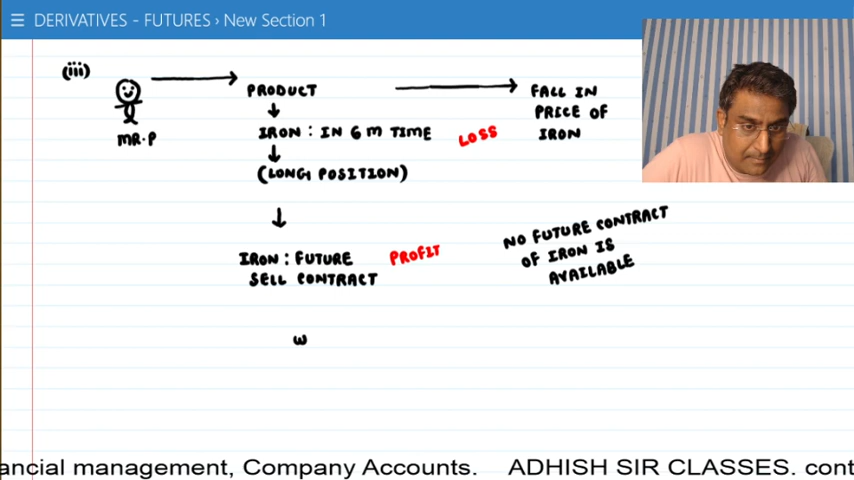 DERIVATIVES - FUTURES › New Section 1
(iii)
PRODUCT
FALL IN
PRICE OF
IRON
MR.P
IRON : IN 6 M TIME
LOSS
(LONG POSITION)
IRON : FUTURE
SELL CONTRACT
PROFIT
NO FUTURE CONTRACT
OF IRON IS
AVAILABLE
W
ancial management, Company Accounts. ADHISH SIR CLASSES. cont